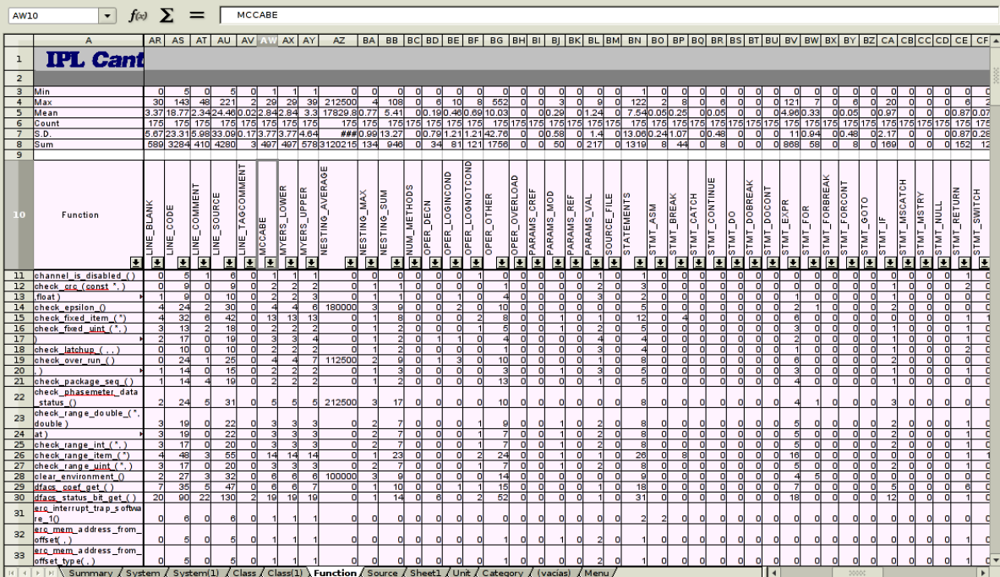 AW10 f(x) Σ = MCCABE
A AR AS AT AU AV AW AX AY AZ BA BB BC BD BE BF BG BH BI BJ BK BL BM BN BO BP BQ BR BS BT BU BV BW BX BY BZ CA CB CC CD CE CF
1 IPL Cant
2
3 Min 0 5 0 5 0 1 1 1 0 0 0 0 0 0 0 0 0 0 0 0 0 0 1 0 0 0 0 0 0 0 0 0 0 0 0 0 0 0 0 0 0
4 Max 30 143 48 221 2 29 29 39 212500 4 108 0 6 10 8 552 0 0 3 0 9 0 122 2 8 0 6 0 0 0 121 7 0 6 0 20 0 0 0 6 2
5 Mean 3.37 18.77 2.34 24.46 0.02 2.84 2.84 3.3 17829.8 0.77 5.41 0 0.19 0.46 0.69 10.03 0 0 0.29 0 1.24 0 7.54 0.05 0.25 0 0.05 0 0 0 4.96 0.33 0 0.05 0 0.97 0 0 0 0.87 0.07
6 Count 175 175 175 175 175 175 175 175 175 175 175 175 175 175 175 175 175 175 175 175 175 175 175 175 175 175 175 175 175 175 175 175 175 175 175 175 175 175 175 175 175
7 S.D. 5.67 23.31 5.98 33.09 0.17 3.77 3.77 4.64 ### 0.99 13.27 0 0.79 1.21 1.21 42.76 0 0 0.58 0 1.4 0 13.06 0.24 1.07 0 0.48 0 0 0 11 0.94 0 0.48 0 2.17 0 0 0 0.87 0.28
8 Sum 589 3284 410 4280 3 497 497 578 3120215 134 946 0 34 81 121 1756 0 0 50 0 217 0 1319 8 44 0 8 0 0 0 868 58 0 8 0 169 0 0 0 152 12
9
10 Function LINE_BLANK LINE_CODE LINE_COMMENT LINE_SOURCE LINE_TAGCOMMENT MCCABE MYERS_LOWER MYERS_UPPER NESTING_AVERAGE NESTING_MAX NESTING_SUM NUM_METHODS OPER_DECN OPER_LOGINCOND OPER_LOGNOTCOND OPER_OTHER OPER_OVERLOAD PARAMS_CREF PARAMS_MOD PARAMS_REF PARAMS_VAL SOURCE_FILE STATEMENTS STMT_ASM STMT_BREAK STMT_CATCH STMT_CONTINUE STMT_DO STMT_DOBREAK STMT_DOCONT STMT_EXPR STMT_FOR STMT_FORBREAK STMT_FORCONT STMT_GOTO STMT_IF STMT_MSCATCH STMT_MSTRY STMT_NULL STMT_RETURN STMT_SWITCH
11 channel_is_disabled_() 0 5 1 6 0 1 1 1 0 0 0 0 0 0 1 0 0 0 0 0 1 0 1 0 0 0 0 0 0 0 0 0 0 0 0 0 0 0 0 1 0
12 check_crc_(const *, ) 0 9 0 9 0 2 2 2 0 1 1 0 0 0 0 1 0 0 0 0 2 0 3 0 0 0 0 0 0 0 0 0 0 0 0 1 0 0 0 2 0
13 ,float ) 1 9 0 10 0 2 2 3 0 1 1 0 0 1 0 4 0 0 0 0 3 0 2 0 0 0 0 0 0 0 1 0 0 0 0 1 0 0 0 0 0
14 check_epsilon_() 4 24 2 30 0 4 4 6 180000 3 9 0 0 2 0 10 0 0 0 0 0 0 5 0 0 0 0 0 0 0 2 1 0 0 0 2 0 0 0 0 0
15 check_fixed_item_(*) 4 32 6 42 0 13 13 13 0 1 8 0 0 0 2 8 0 0 1 0 0 0 12 0 4 0 0 0 0 0 6 0 0 0 0 0 0 0 0 1 1
16 check_fixed_uint_(*, ) 3 13 2 18 0 2 2 2 0 1 2 0 0 0 1 5 0 0 1 0 2 0 5 0 0 0 0 0 0 0 3 0 0 0 0 1 0 0 0 1 0
17 ) 2 17 0 19 0 3 3 4 0 1 2 0 1 1 0 4 0 0 0 0 4 0 4 0 0 0 0 0 0 0 1 0 0 0 0 2 0 0 0 1 0
18 check_latchup_( , , ) 0 10 0 10 0 2 2 2 0 1 2 0 0 0 0 1 0 0 0 0 3 0 4 0 0 0 0 0 0 0 1 0 0 0 0 1 0 0 0 2 0
19 check_over_run_() 0 24 1 25 0 4 4 7 112500 2 9 0 1 3 0 10 0 0 0 0 1 0 8 0 0 0 0 0 0 0 6 0 0 0 0 2 0 0 0 0 0
20 , ) 1 14 0 15 0 2 2 2 0 1 3 0 0 0 0 3 0 0 1 0 3 0 5 0 0 0 0 0 0 0 3 0 0 0 0 1 0 0 0 1 0
21 check_package_seq_() 1 14 4 19 0 2 2 2 0 1 2 0 0 0 0 13 0 0 0 0 1 0 5 0 0 0 0 0 0 0 4 0 0 0 0 1 0 0 0 0 0
check_phasemeter_data
22 _status_() 2 24 5 31 0 5 5 5 212500 3 17 0 0 0 0 10 0 0 0 0 0 0 8 0 0 0 0 0 0 0 4 1 0 0 0 3 0 0 0 0 0
check_range_double_(*,
23 double ) 3 19 0 22 0 3 3 3 0 2 7 0 0 0 1 9 0 0 1 0 2 0 8 0 0 0 0 0 0 0 5 0 0 0 0 2 0 0 0 1 0
24 at ) 3 19 0 22 0 3 3 3 0 2 7 0 0 0 1 7 0 0 1 0 2 0 8 0 0 0 0 0 0 0 5 0 0 0 0 2 0 0 0 1 0
25 check_range_int_(*, ) 3 17 0 20 0 3 3 3 0 2 7 0 0 0 1 7 0 0 1 0 2 0 8 0 0 0 0 0 0 0 5 0 0 0 0 2 0 0 0 1 0
26 check_range_item_(*) 4 48 3 55 0 14 14 14 0 1 23 0 0 0 2 24 0 0 1 0 0 0 26 0 8 0 0 0 0 0 16 0 0 0 0 0 0 0 0 1 1
27 check_range_uint_(*, ) 3 17 0 20 0 3 3 3 0 2 7 0 0 0 1 7 0 0 1 0 2 0 8 0 0 0 0 0 0 0 5 0 0 0 0 2 0 0 0 1 0
28 clear_environment_() 2 27 3 32 0 6 6 6 100000 3 9 0 0 0 0 14 0 0 0 0 0 0 9 0 0 0 0 0 0 0 4 5 0 0 0 0 0 0 0 0 0
29 dfacs_coef_get_( ) 7 35 5 47 0 6 6 7 0 1 10 0 0 1 1 15 0 0 0 0 1 0 18 0 0 0 0 0 0 0 7 0 0 0 0 5 0 0 0 6 0
30 dfacs_status_bit_get_( ) 20 90 22 130 2 19 19 19 0 1 14 0 6 0 2 52 0 0 0 0 1 0 31 0 0 0 0 0 0 0 18 0 0 0 0 12 0 0 0 1 0
erc_interrupt_trap_softwa
31 re_1() 0 6 0 6 0 1 1 1 0 0 0 0 0 0 0 0 0 0 0 0 0 0 2 2 0 0 0 0 0 0 0 0 0 0 0 0 0 0 0 0 0
erc_mem_address_from_
32 offset( , ) 0 5 0 5 0 1 1 1 0 0 0 0 0 0 0 1 0 0 1 0 2 0 1 0 0 0 0 0 0 0 0 0 0 0 0 0 0 0 0 1 0
erc_mem_address_from_
33 offset_type( , ) 0 5 0 5 0 1 1 1 0 0 0 0 0 0 0 1 0 0 0 0 2 0 1 0 0 0 0 0 0 0 0 0 0 0 0 0 0 0 0 1 0
Summary System System(1) Class Class(1) Function Source Sheet1 Unit Category (vacías) Menu